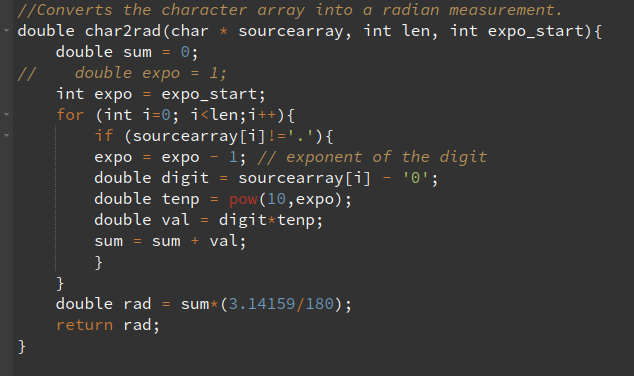 //Converts the character array into a radian measurement.
double char2rad(char * sourcearray, int len, int expo_start){
    double sum = 0;
//    double expo = 1;
    int expo = expo_start;
    for (int i=0; i<len;i++){
        if (sourcearray[i]!='.'){
        expo = expo - 1; // exponent of the digit
        double digit = sourcearray[i] - '0';
        double tenp = pow(10,expo);
        double val = digit*tenp;
        sum = sum + val;
        }
    }
    double rad = sum*(3.14159/180);
    return rad;
}